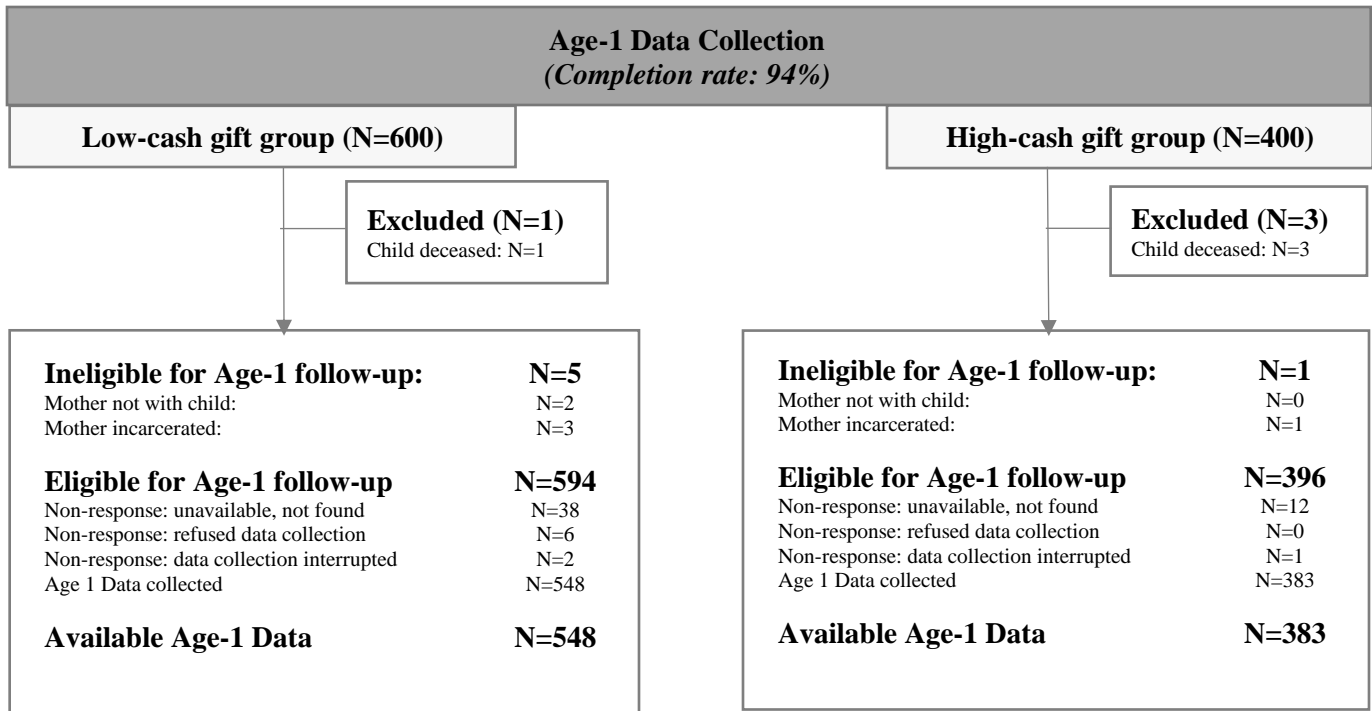 Age-1 Data Collection
(Completion rate: 94%)
Low-cash gift group (N=600)
High-cash gift group (N=400)
Excluded (N=1)
Child deceased: N=1
Excluded (N=3)
Child deceased: N=3
Ineligible for Age-1 follow-up: N=5
Mother not with child: N=2
Mother incarcerated: N=3
Eligible for Age-1 follow-up N=594
Non-response: unavailable, not found N=38
Non-response: refused data collection N=6
Non-response: data collection interrupted N=2
Age 1 Data collected N=548
Available Age-1 Data N=548
Ineligible for Age-1 follow-up: N=1
Mother not with child: N=0
Mother incarcerated: N=1
Eligible for Age-1 follow-up N=396
Non-response: unavailable, not found N=12
Non-response: refused data collection N=0
Non-response: data collection interrupted N=1
Age 1 Data collected N=383
Available Age-1 Data N=383